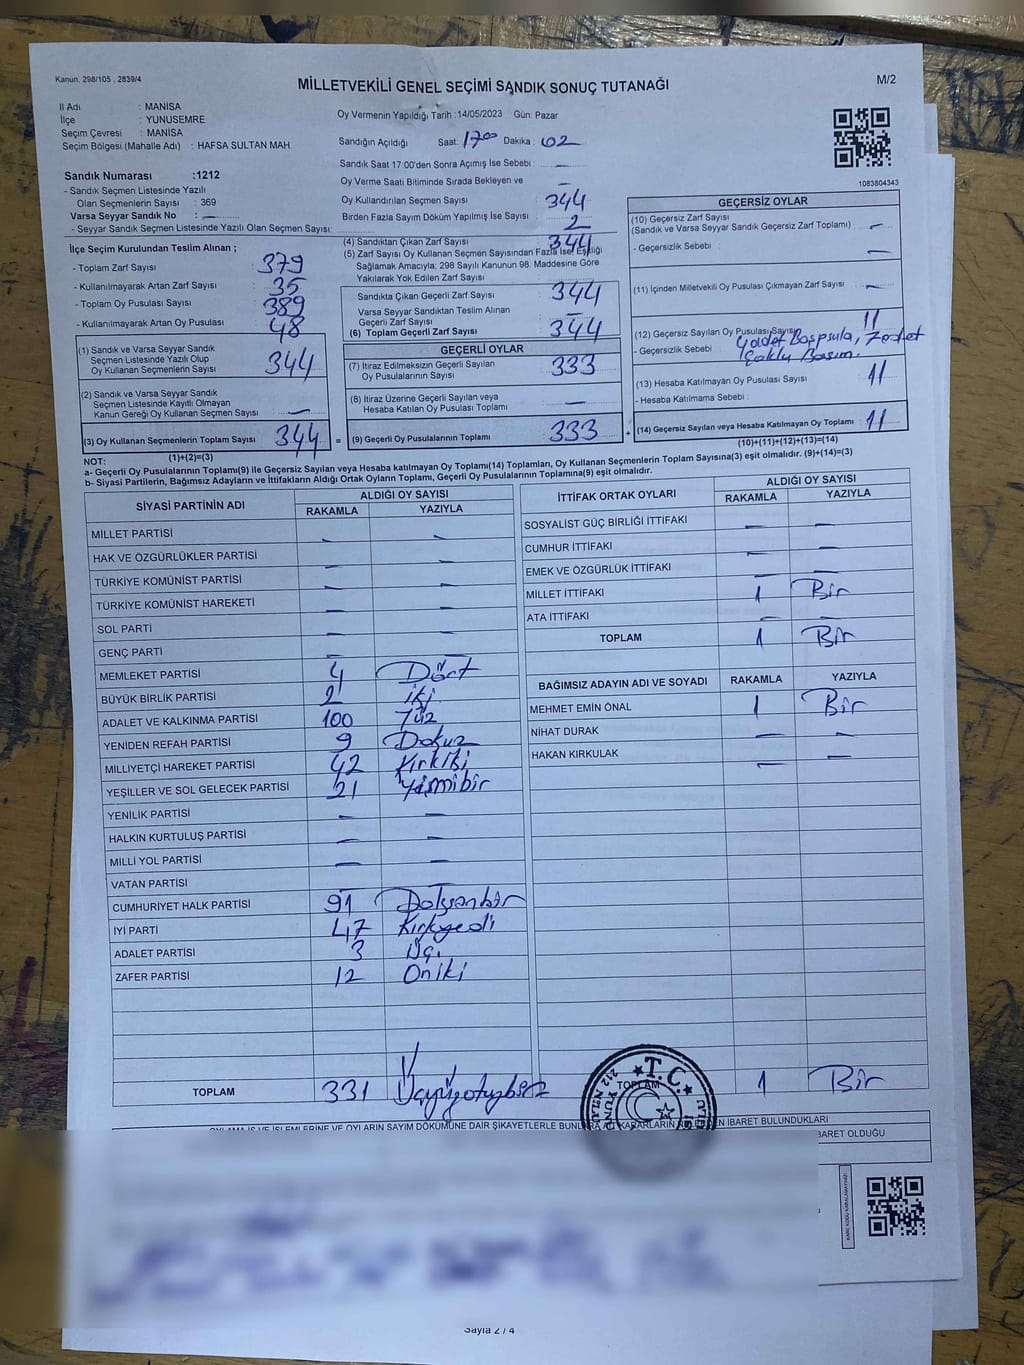 Kanun. 298/105 , 2839/4
MİLLETVEKİLİ GENEL SEÇİMİ SANDIK SONUÇ TUTANAĞI
M/2
İl Adı : MANİSA
İlçe : YUNUSEMRE
Seçim Çevresi : MANİSA
Seçim Bölgesi (Mahalle Adı) : HAFSA SULTAN MAH.
Oy Vermenin Yapıldığı Tarih :14/05/2023 Gün: Pazar
Sandığın Açıldığı Saat: 17 00 Dakika : 02
Sandık Saat 17:00'den Sonra Açımış İse Sebebi : —
1083804343
Sandık Numarası :1212
- Sandık Seçmen Listesinde Yazılı
Olan Seçmenlerin Sayısı : 369
Varsa Seyyar Sandık No : —
- Seyyar Sandık Seçmen Listesinde Yazılı Olan Seçmen Sayısı:
Oy Verme Saati Bitiminde Sırada Bekleyen ve
Oy Kullandırılan Seçmen Sayısı —
344
Birden Fazla Sayım Döküm Yapılmış İse Sayısı 2
İlçe Seçim Kurulundan Teslim Alınan ;
- Toplam Zarf Sayısı 379
- Kullanılmayarak Artan Zarf Sayısı 35
- Toplam Oy Pusulası Sayısı 389
- Kullanılmayarak Artan Oy Pusulası 48
(1) Sandık ve Varsa Seyyar Sandık
Seçmen Listesinde Yazılı Olup
Oy Kullanan Seçmenlerin Sayısı 344
(2) Sandık ve Varsa Seyyar Sandık
Seçmen Listesinde Kayıtlı Olmayan
Kanun Gereği Oy Kullanan Seçmen Sayısı —
(3) Oy Kullanan Seçmenlerin Toplam Sayısı 344
(1)+(2)=(3)
(4) Sandıktan Çıkan Zarf Sayısı 344
(5) Zarf Sayısı Oy Kullanan Seçmen Sayısından Fazla İse, Eşitliği
Sağlamak Amacıyla; 298 Sayılı Kanunun 98. Maddesine Göre
Yakılarak Yok Edilen Zarf Sayısı
Sandıkta Çıkan Geçerli Zarf Sayısı 344
Varsa Seyyar Sandıktan Teslim Alınan
Geçerli Zarf Sayısı —
(6) Toplam Geçerli Zarf Sayısı 344
GEÇERLİ OYLAR
(7) İtiraz Edilmeksizin Geçerli Sayılan
Oy Pusulalarının Sayısı 333
(8) İtiraz Üzerine Geçerli Sayılan veya
Hesaba Katılan Oy Pusulası Toplamı —
= (9) Geçerli Oy Pusulalarının Toplamı 333 +
GEÇERSİZ OYLAR
(10) Geçersiz Zarf Sayısı
(Sandık ve Varsa Seyyar Sandık Geçersiz Zarf Toplamı) —
- Geçersizlik Sebebi : —
(11) İçinden Milletvekili Oy Pusulası Çıkmayan Zarf Sayısı —
(12) Geçersiz Sayılan Oy Pusulası Sayısı 11
- Geçersizlik Sebebi : 4 adet Boş pusula, 7 adet
Çoklu Basım.
(13) Hesaba Katılmayan Oy Pusulası Sayısı 11
- Hesaba Katılmama Sebebi :
(14) Geçersiz Sayılan veya Hesaba Katılmayan Oy Toplamı 11
(10)+(11)+(12)+(13)=(14)
NOT:
a- Geçerli Oy Pusulalarının Toplamı(9) ile Geçersiz Sayılan veya Hesaba katılmayan Oy Toplamı(14) Toplamları, Oy Kullanan Seçmenlerin Toplam Sayısına(3) eşit olmalıdır. (9)+(14)=(3)
b- Siyasi Partilerin, Bağımsız Adayların ve İttifakların Aldığı Ortak Oyların Toplamı, Geçerli Oy Pusulalarının Toplamına(9) eşit olmalıdır.
SİYASİ PARTİNİN ADI ALDIĞI OY SAYISI
RAKAMLA YAZIYLA
MİLLET PARTİSİ — —
HAK VE ÖZGÜRLÜKLER PARTİSİ — —
TÜRKİYE KOMÜNİST PARTİSİ — —
TÜRKİYE KOMÜNİST HAREKETİ — —
SOL PARTİ — —
GENÇ PARTİ — —
MEMLEKET PARTİSİ 4 Dört
BÜYÜK BİRLİK PARTİSİ 2 iki
ADALET VE KALKINMA PARTİSİ 100 Yüz
YENİDEN REFAH PARTİSİ 9 Dokuz
MİLLİYETÇİ HAREKET PARTİSİ 42 Kırkiki
YEŞİLLER VE SOL GELECEK PARTİSİ 21 Yirmibir
YENİLİK PARTİSİ — —
HALKIN KURTULUŞ PARTİSİ — —
MİLLİ YOL PARTİSİ — —
VATAN PARTİSİ — —
CUMHURİYET HALK PARTİSİ 91 Doksanbir
İYİ PARTİ 47 Kırkyedi
ADALET PARTİSİ 3 Üç
ZAFER PARTİSİ 12 Oniki
TOPLAM 331 Üçyüzotuzbir
İTTİFAK ORTAK OYLARI ALDIĞI OY SAYISI
RAKAMLA YAZIYLA
SOSYALİST GÜÇ BİRLİĞİ İTTİFAKI — —
CUMHUR İTTİFAKI — —
EMEK VE ÖZGÜRLÜK İTTİFAKI — —
MİLLET İTTİFAKI 1 Bir
ATA İTTİFAKI — —
TOPLAM 1 Bir
BAĞIMSIZ ADAYIN ADI VE SOYADI RAKAMLA YAZIYLA
MEHMET EMİN ÖNAL 1 Bir
NİHAT DURAK — —
HAKAN KIRKULAK — —
TOPLAM 1 Bir
T.C.
OYLAMA İŞ VE İŞLEMLERİNE VE OYLARIN SAYIM DÖKÜMÜNE DAİR ŞİKAYETLERLE BUNLARA AİT KARARLARIN NELERDEN İBARET BULUNDUKLARI
BARET OLDUĞU
Sayfa 2 / 4